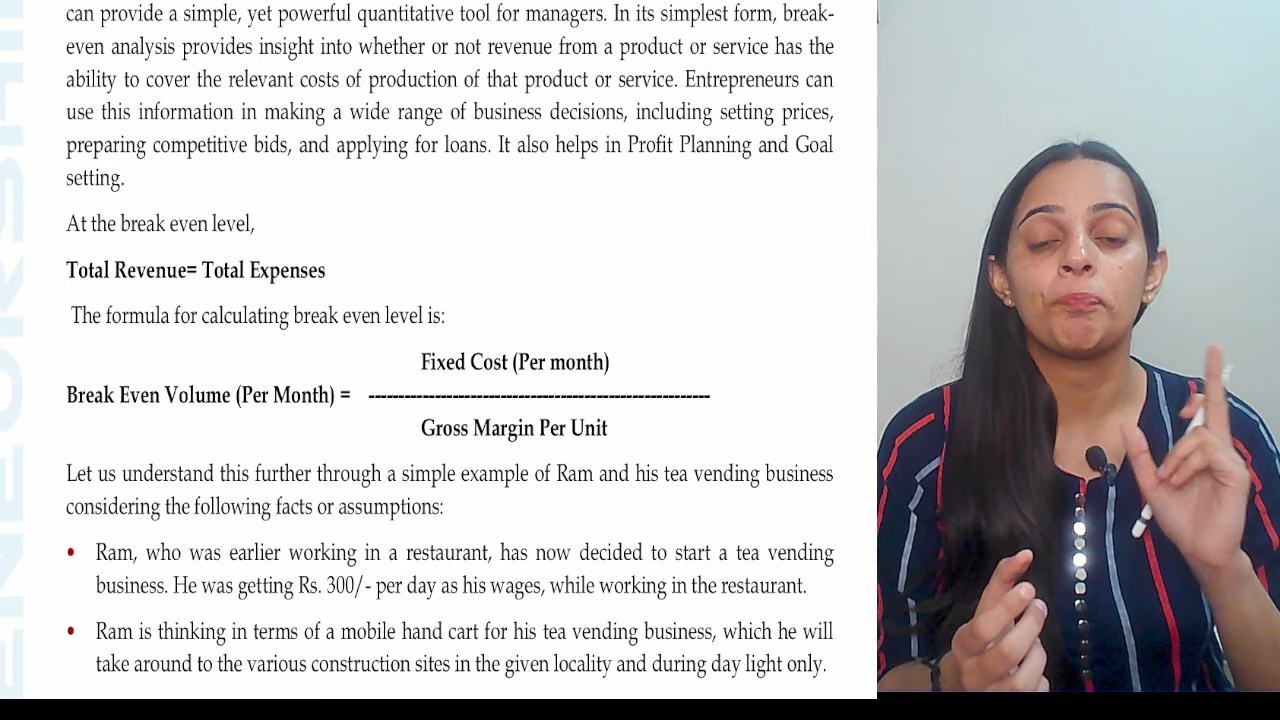 can provide a simple, yet powerful quantitative tool for managers. In its simplest form, break-
even analysis provides insight into whether or not revenue from a product or service has the
ability to cover the relevant costs of production of that product or service. Entrepreneurs can
use this information in making a wide range of business decisions, including setting prices,
preparing competitive bids, and applying for loans. It also helps in Profit Planning and Goal
setting.
At the break even level,
Total Revenue= Total Expenses
The formula for calculating break even level is:
Fixed Cost (Per month)
Break Even Volume (Per Month) = ---------------------------------------------------------
Gross Margin Per Unit
Let us understand this further through a simple example of Ram and his tea vending business
considering the following facts or assumptions:
• Ram, who was earlier working in a restaurant, has now decided to start a tea vending
business. He was getting Rs. 300/- per day as his wages, while working in the restaurant.
• Ram is thinking in terms of a mobile hand cart for his tea vending business, which he will
take around to the various construction sites in the given locality and during day light only.